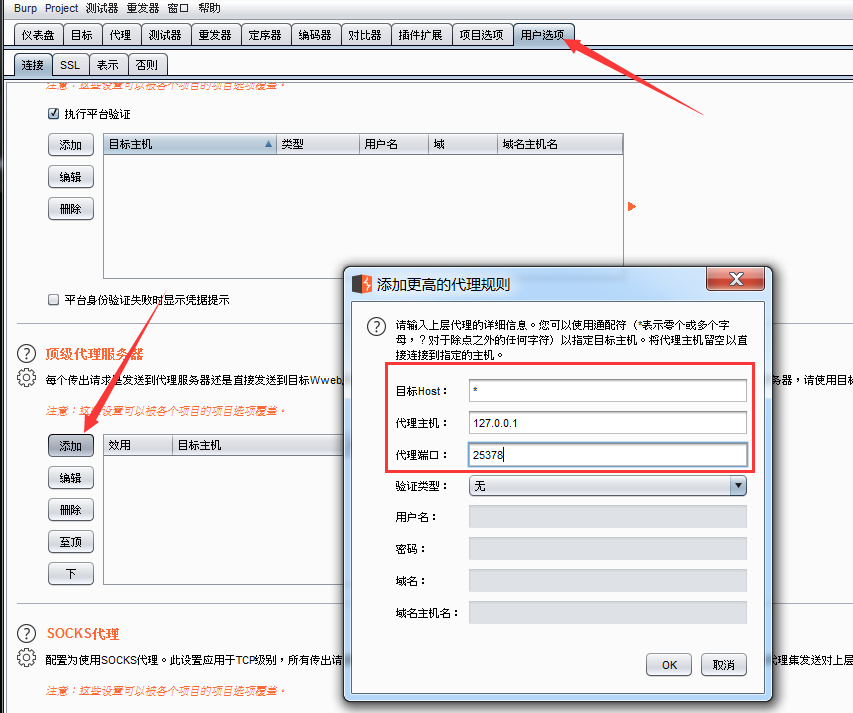 Burp Project 测试器 重发器 窗口 帮助
仪表盘 目标 代理 测试器 重发器 定序器 编码器 对比器 插件扩展 项目选项 用户选项
连接 SSL 表示 否则
注意：这些设置可以被各个项目的项目选项覆盖。
执行平台验证
添加 目标主机 类型 用户名 域 域名主机名
编辑
删除
平台身份验证失败时显示凭据提示
顶级代理服务器
每个传出请求是发送到代理服务器还是直接发送到目标Wweb
务器，请使用目标
注意：这些设置可以被各个项目的项目选项覆盖。
添加 效用 目标主机
编辑
删除
至顶
下
SOCKS代理
配置为使用SOCKS代理。此设置应用于TCP级别，所有传出请
代理集发送对上层
注意：这些设置可以被各个项目的项目选项覆盖。
添加更高的代理规则
请输入上层代理的详细信息。您可以使用通配符（*表示零个或多个字
母，？对于除点之外的任何字符）以指定目标主机。将代理主机留空以直
接连接到指定的主机。
目标Host： *
代理主机： 127.0.0.1
代理端口： 25378
验证类型： 无
用户名：
密码：
域名：
域名主机名：
OK 取消